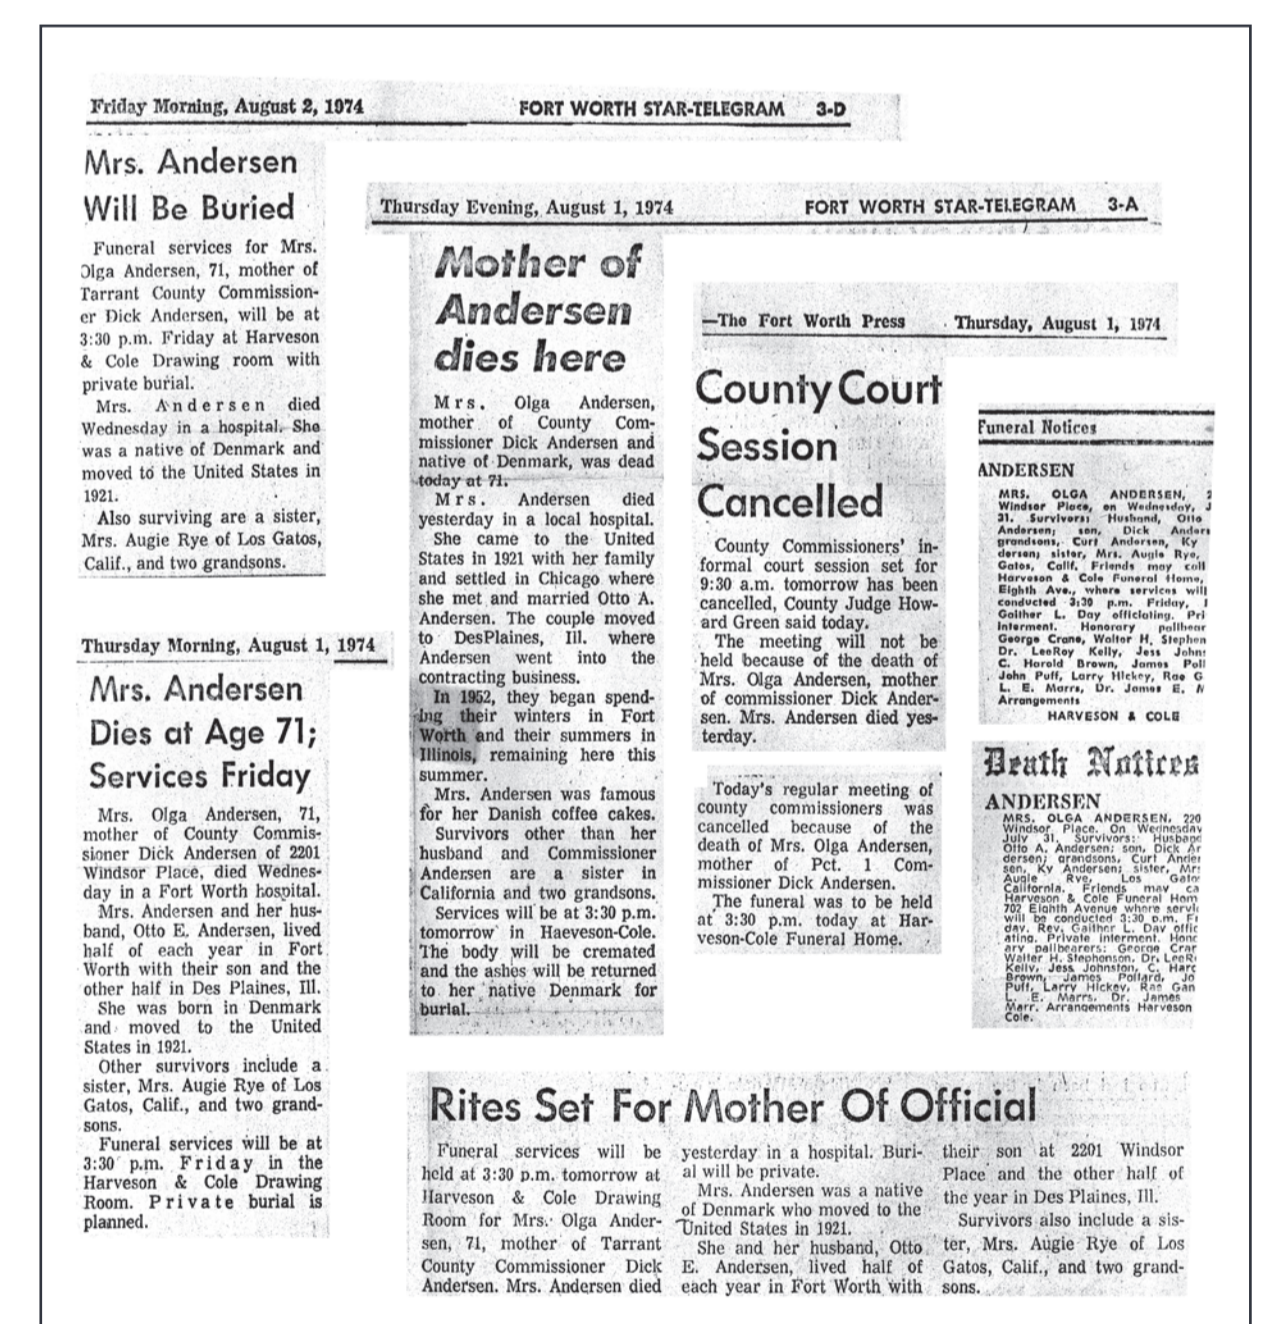 Friday Morning, August 2, 1974 FORT WORTH STAR-TELEGRAM 3-D
Mrs. Andersen
Will Be Buried
Funeral services for Mrs.
Olga Andersen, 71, mother of
Tarrant County Commission-
er Dick Andersen, will be at
3:30 p.m. Friday at Harveson
& Cole Drawing room with
private burial.
Mrs. Andersen died
Wednesday in a hospital. She
was a native of Denmark and
moved to the United States in
1921.
Also surviving are a sister,
Mrs. Augie Rye of Los Gatos,
Calif., and two grandsons.
Thursday Morning, August 1, 1974
Mrs. Andersen
Dies at Age 71;
Services Friday
Mrs. Olga Andersen, 71,
mother of County Commis-
sioner Dick Andersen of 2201
Windsor Place, died Wednes-
day in a Fort Worth hospital.
Mrs. Andersen and her hus-
band, Otto E. Andersen, lived
half of each year in Fort
Worth with their son and the
other half in Des Plaines, Ill.
She was born in Denmark
and moved to the United
States in 1921.
Other survivors include a
sister, Mrs. Augie Rye of Los
Gatos, Calif., and two grand-
sons.
Funeral services will be at
3:30 p.m. Friday in the
Harveson & Cole Drawing
Room. Private burial is
planned.
Thursday Evening, August 1, 1974 FORT WORTH STAR-TELEGRAM 3-A
Mother of
Andersen
dies here
Mrs. Olga Andersen,
mother of County Com-
missioner Dick Andersen and
native of Denmark, was dead
today at 71.
Mrs. Andersen died
yesterday in a local hospital.
She came to the United
States in 1921 with her family
and settled in Chicago where
she met and married Otto A.
Andersen. The couple moved
to DesPlaines, Ill. where
Andersen went into the
contracting business.
In 1952, they began spend-
ing their winters in Fort
Worth and their summers in
Illinois, remaining here this
summer.
Mrs. Andersen was famous
for her Danish coffee cakes.
Survivors other than her
husband and Commissioner
Andersen are a sister in
California and two grandsons.
Services will be at 3:30 p.m.
tomorrow in Haeveson-Cole.
The body will be cremated
and the ashes will be returned
to her native Denmark for
burial.
—The Fort Worth Press Thursday, August 1, 1974
County Court
Session
Cancelled
County Commissioners' in-
formal court session set for
9:30 a.m. tomorrow has been
cancelled, County Judge How-
ard Green said today.
The meeting will not be
held because of the death of
Mrs. Olga Andersen, mother
of commissioner Dick Ander-
sen. Mrs. Andersen died yes-
terday.
Today's regular meeting of
county commissioners was
cancelled because of the
death of Mrs. Olga Andersen,
mother of Pct. 1 Com-
missioner Dick Andersen.
The funeral was to be held
at 3:30 p.m. today at Har-
veson-Cole Funeral Home.
Funeral Notices
ANDERSEN
MRS. OLGA ANDERSEN, 2
Windsor Place, on Wednesday, J
31. Survivors: Husband, Otto
Andersen; son, Dick Anders
grandsons, Curt Andersen, Ky
dersen; sister, Mrs. Augie Rye,
Gatos, Calif. Friends may call
Harveson & Cole Funeral Home,
Eighth Ave., where services will
conducted 3:30 p.m. Friday,
Gaither L. Day officiating. Pri
Interment. Honorary pallbear
George Crane, Walter H. Stephen
Dr. LeeRoy Kelly, Jess Johns
C. Harold Brown, James Poll
John Puff, Larry Hickey, Rae G
L. E. Marrs, Dr. James E. M
Arrangements
HARVESON & COLE
Death Notices
ANDERSEN
MRS. OLGA ANDERSEN, 220
Windsor Place. On Wednesday
July 31. Survivors: Husband
Otto A. Andersen; son, Dick An
dersen; grandsons, Curt Ander
sen, Ky Andersen; sister, Mrs
Augie Rye, Los Gatos
California. Friends may ca
Harveson & Cole Funeral Hom
702 Eighth Avenue where servic
will be conducted 3:30 p.m. Fr
day. Rev. Gaither L. Day offic
ating. Private interment. Honc
ary pallbearers: George Cran
Walter H. Stephenson, Dr. LeeRo
Kelly, Jess Johnston, C. Harc
Brown, James Pollard, Jo
Puff, Larry Hickey, Rae Gan
L. E. Marrs, Dr. James
Marr. Arrangements Harveson
Cole.
Rites Set For Mother Of Official
Funeral services will be
held at 3:30 p.m. tomorrow at
Harveson & Cole Drawing
Room for Mrs. Olga Ander-
sen, 71, mother of Tarrant
County Commissioner Dick
Andersen. Mrs. Andersen died
yesterday in a hospital. Buri-
al will be private.
Mrs. Andersen was a native
of Denmark who moved to the
United States in 1921.
She and her husband, Otto
E. Andersen, lived half of
each year in Fort Worth with
their son at 2201 Windsor
Place and the other half of
the year in Des Plaines, Ill.
Survivors also include a sis-
ter, Mrs. Augie Rye of Los
Gatos, Calif., and two grand-
sons.